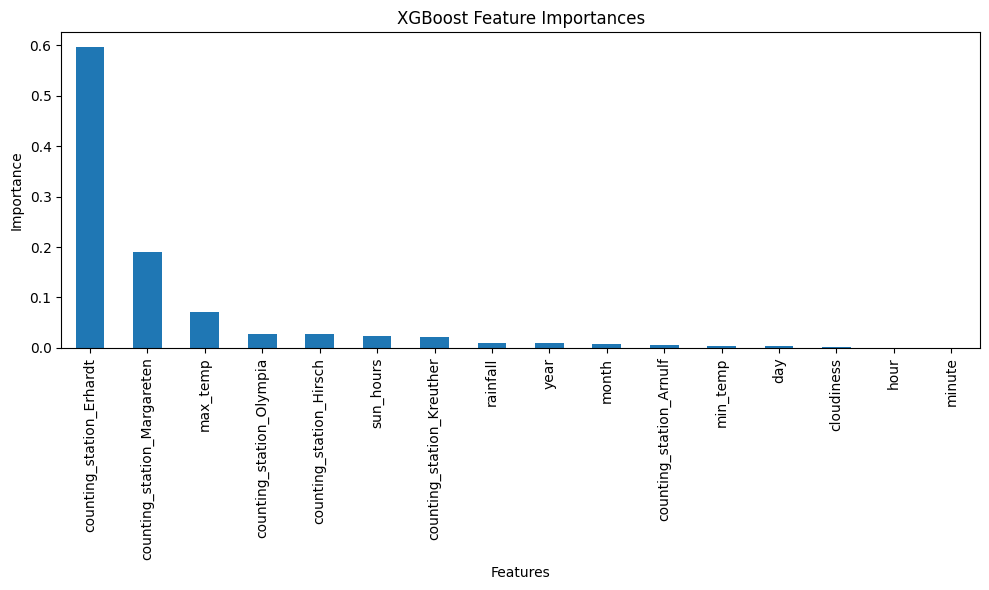 XGBoost Feature Importances
Importance
0.6
0.5
0.4
0.3
0.2
0.1
0.0
counting_station_Erhardt
counting_station_Margareten
max_temp
counting_station_Olympia
counting_station_Hirsch
sun_hours
counting_station_Kreuther
rainfall
year
month
counting_station_Arnulf
min_temp
day
cloudiness
hour
minute
Features